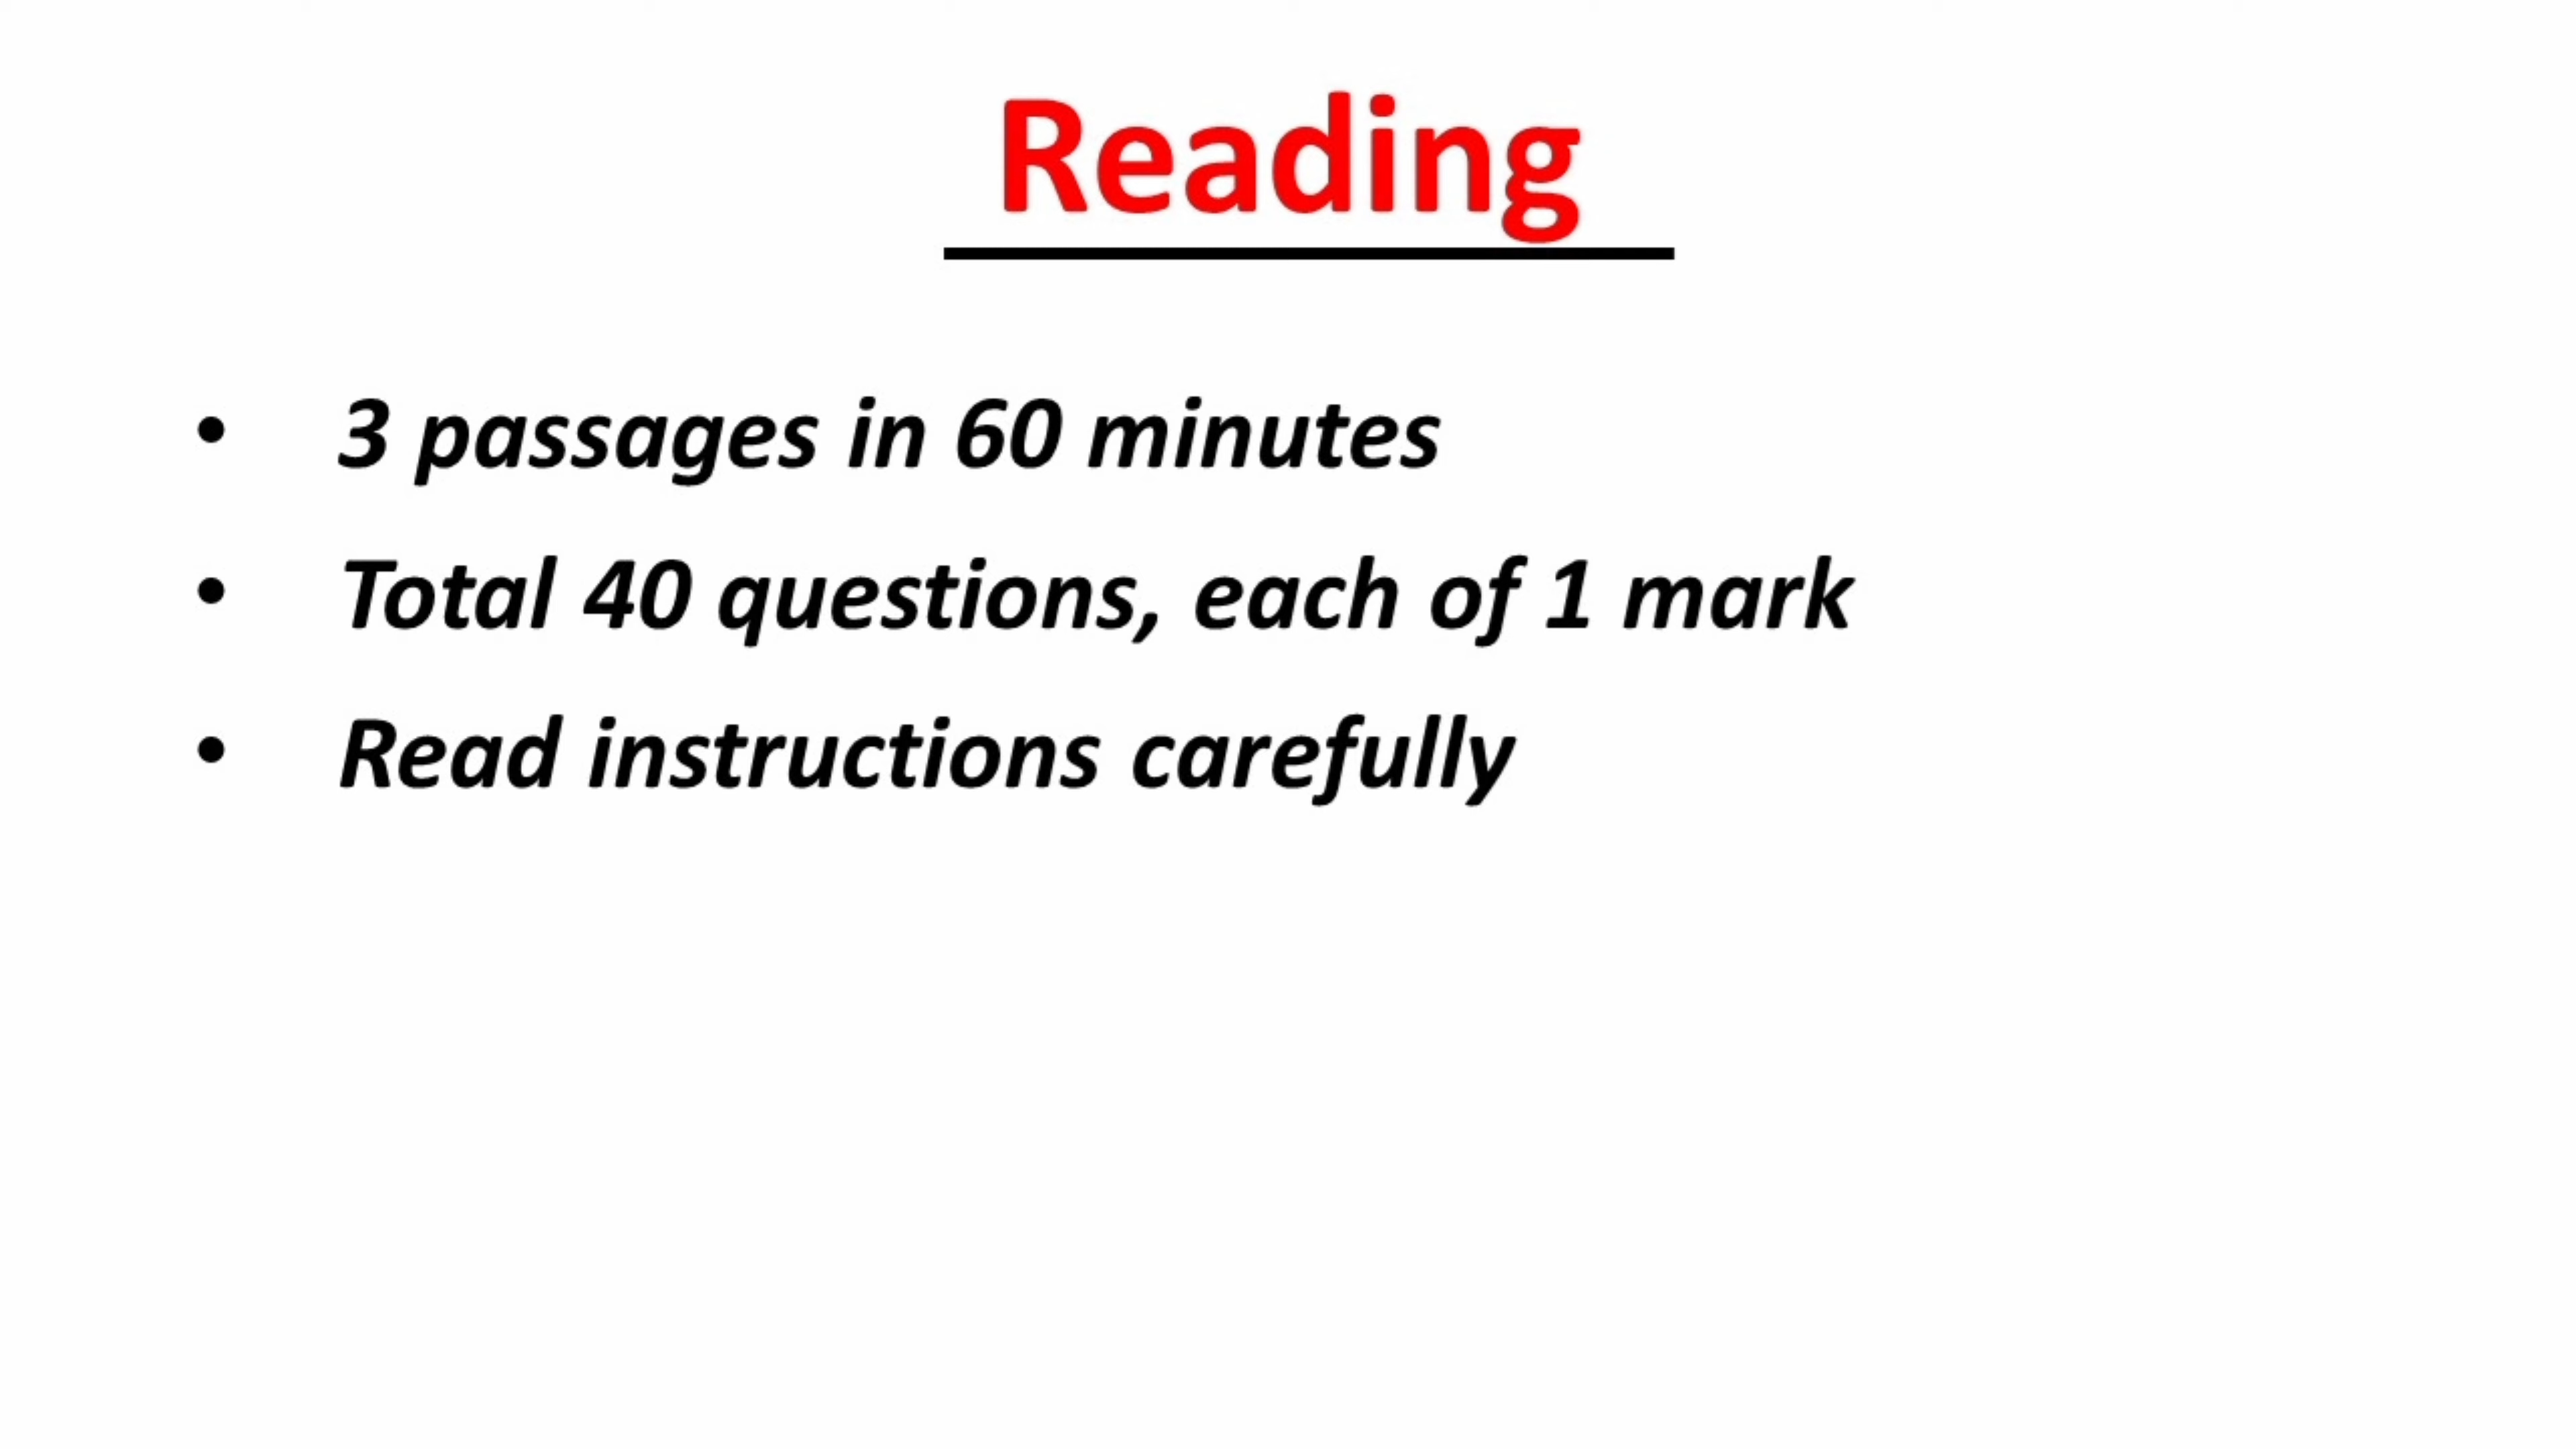 Reading
• 3 passages in 60 minutes
• Total 40 questions, each of 1 mark
• Read instructions carefully